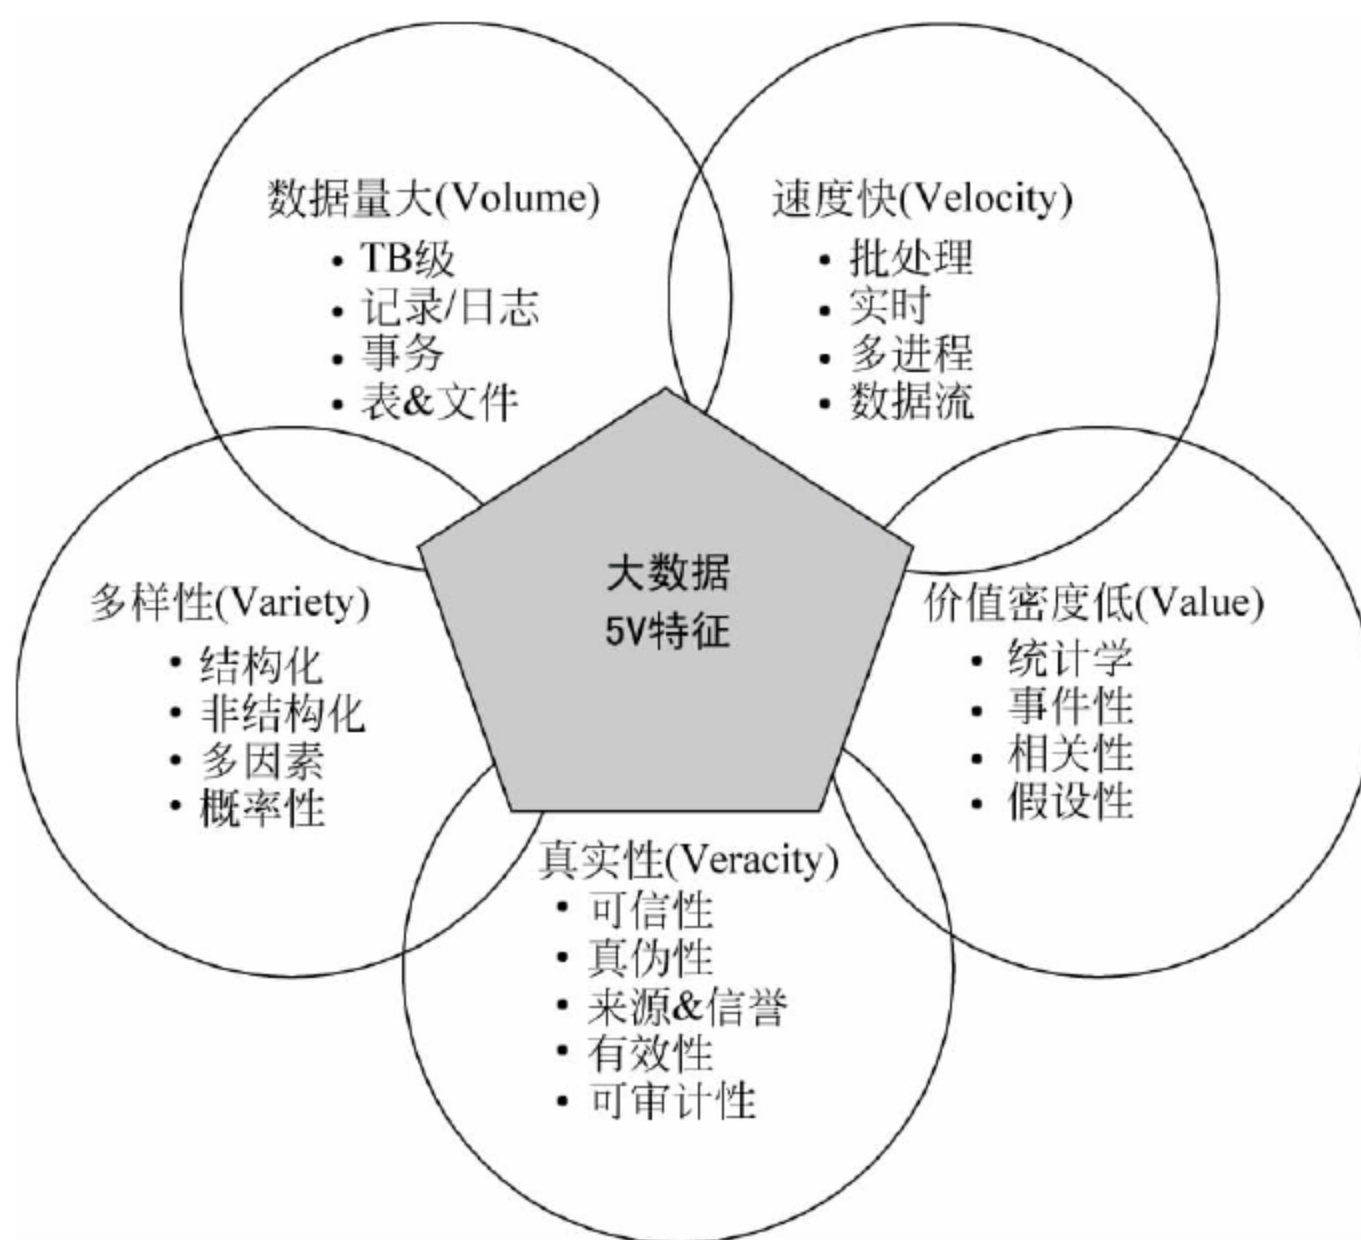 数据量大(Volume)
• TB级
• 记录/日志
• 事务
• 表&文件
速度快(Velocity)
• 批处理
• 实时
• 多进程
• 数据流
大数据
5V特征
多样性(Variety)
• 结构化
• 非结构化
• 多因素
• 概率性
价值密度低(Value)
• 统计学
• 事件性
• 相关性
• 假设性
真实性(Veracity)
• 可信性
• 真伪性
• 来源&信誉
• 有效性
• 可审计性